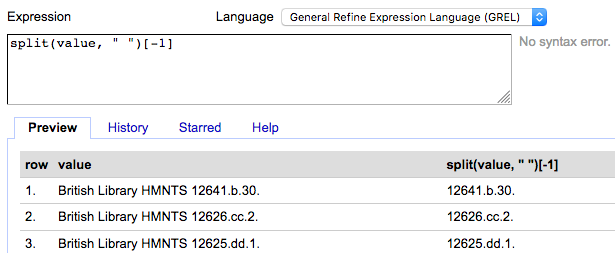 Expression Language General Refine Expression Language (GREL)
split(value, " ")[-1] No syntax error.
Preview History Starred Help
row value split(value, " ")[-1]
1. British Library HMNTS 12641.b.30. 12641.b.30.
2. British Library HMNTS 12626.cc.2. 12626.cc.2.
3. British Library HMNTS 12625.dd.1. 12625.dd.1.